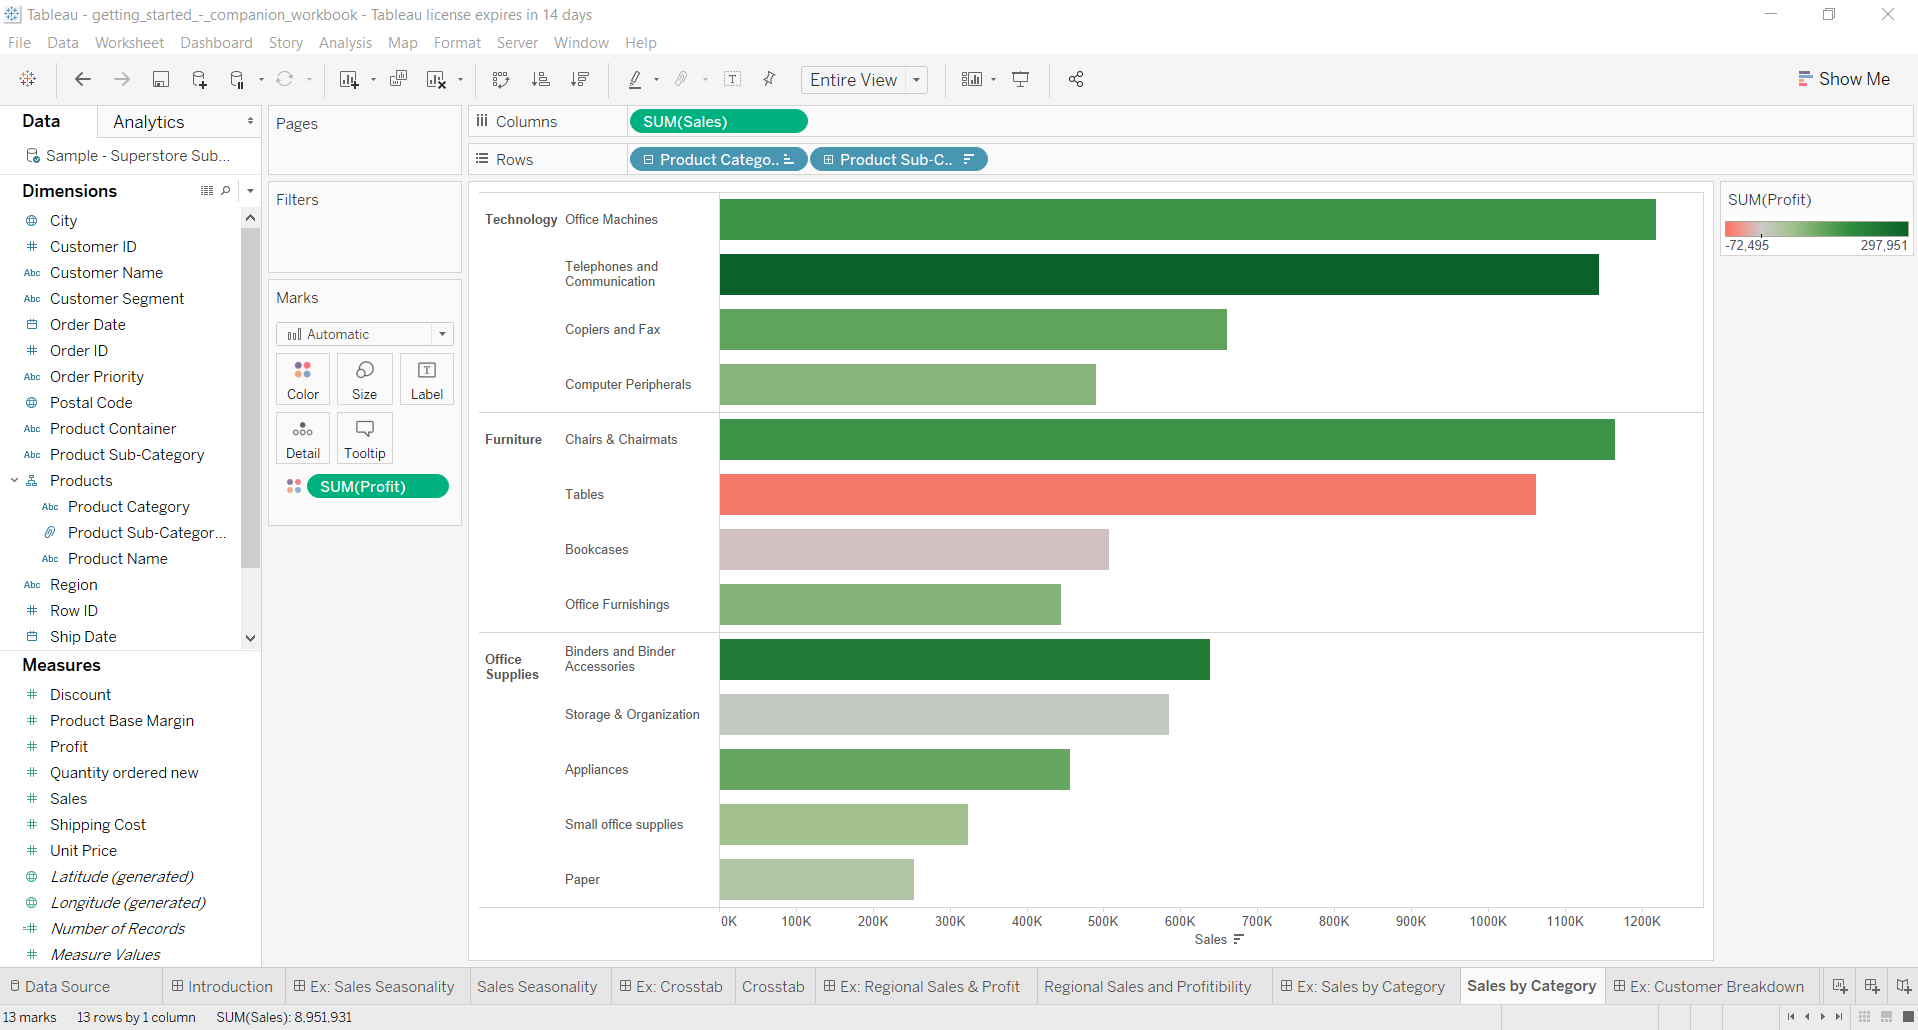 Tableau - getting_started_-_companion_workbook - Tableau license expires in 14 days
File Data Worksheet Dashboard Story Analysis Map Format Server Window Help
Entire View
Show Me
Data Analytics
Sample - Superstore Sub...
Dimensions
City
Customer ID
Abc Customer Name
Abc Customer Segment
Order Date
Order ID
Abc Order Priority
Postal Code
Abc Product Container
Abc Product Sub-Category
Products
Abc Product Category
Product Sub-Categor...
Abc Product Name
Abc Region
Row ID
Ship Date
Measures
Discount
Product Base Margin
Profit
Quantity ordered new
Sales
Shipping Cost
Unit Price
Latitude (generated)
Longitude (generated)
Number of Records
Measure Values
Pages
Filters
Marks
Automatic
Color Size Label
Detail Tooltip
SUM(Profit)
Columns SUM(Sales)
Rows Product Catego.. Product Sub-C..
Technology Office Machines
Telephones and
Communication
Copiers and Fax
Computer Peripherals
Furniture Chairs & Chairmats
Tables
Bookcases
Office Furnishings
Office
Supplies
Binders and Binder
Accessories
Storage & Organization
Appliances
Small office supplies
Paper
0K 100K 200K 300K 400K 500K 600K 700K 800K 900K 1000K 1100K 1200K
Sales
SUM(Profit)
-72,495 297,951
Data Source Introduction Ex: Sales Seasonality Sales Seasonality Ex: Crosstab Crosstab Ex: Regional Sales & Profit Regional Sales and Profitibility Ex: Sales by Category Sales by Category Ex: Customer Breakdown
13 marks 13 rows by 1 column SUM(Sales): 8,951,931